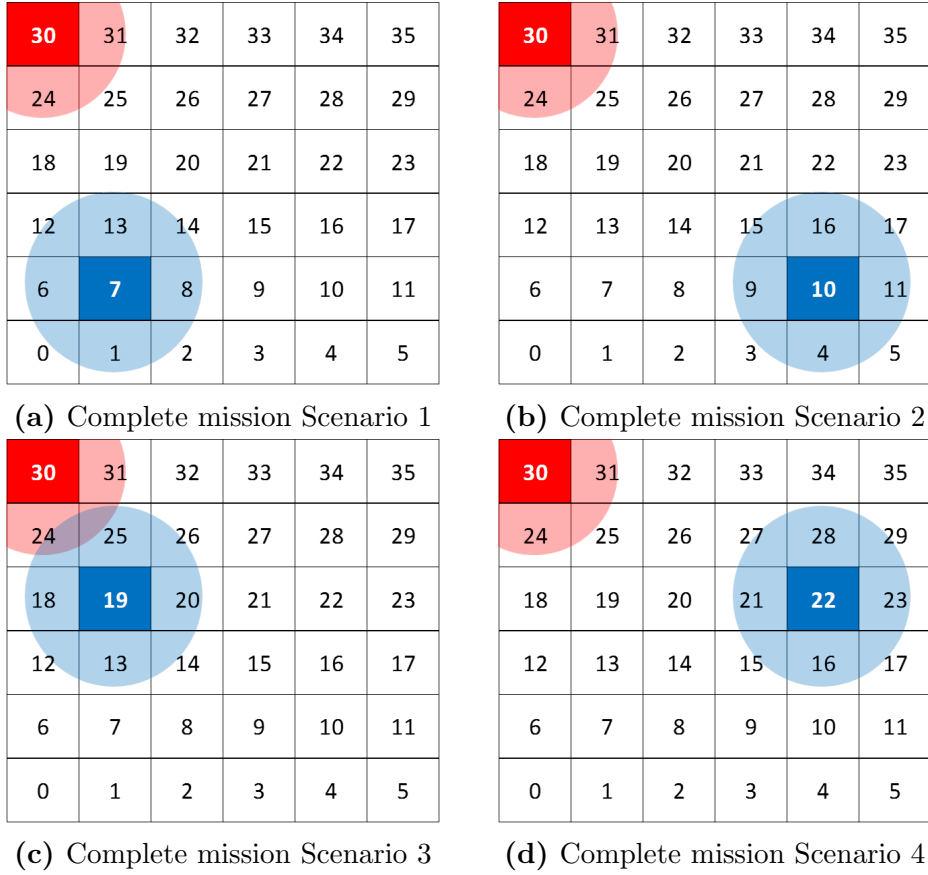 30 31 32 33 34 35
24 25 26 27 28 29
18 19 20 21 22 23
12 13 14 15 16 17
6 7 8 9 10 11
0 1 2 3 4 5
(a) Complete mission Scenario 1
30 31 32 33 34 35
24 25 26 27 28 29
18 19 20 21 22 23
12 13 14 15 16 17
6 7 8 9 10 11
0 1 2 3 4 5
(b) Complete mission Scenario 2
30 31 32 33 34 35
24 25 26 27 28 29
18 19 20 21 22 23
12 13 14 15 16 17
6 7 8 9 10 11
0 1 2 3 4 5
(c) Complete mission Scenario 3
30 31 32 33 34 35
24 25 26 27 28 29
18 19 20 21 22 23
12 13 14 15 16 17
6 7 8 9 10 11
0 1 2 3 4 5
(d) Complete mission Scenario 4